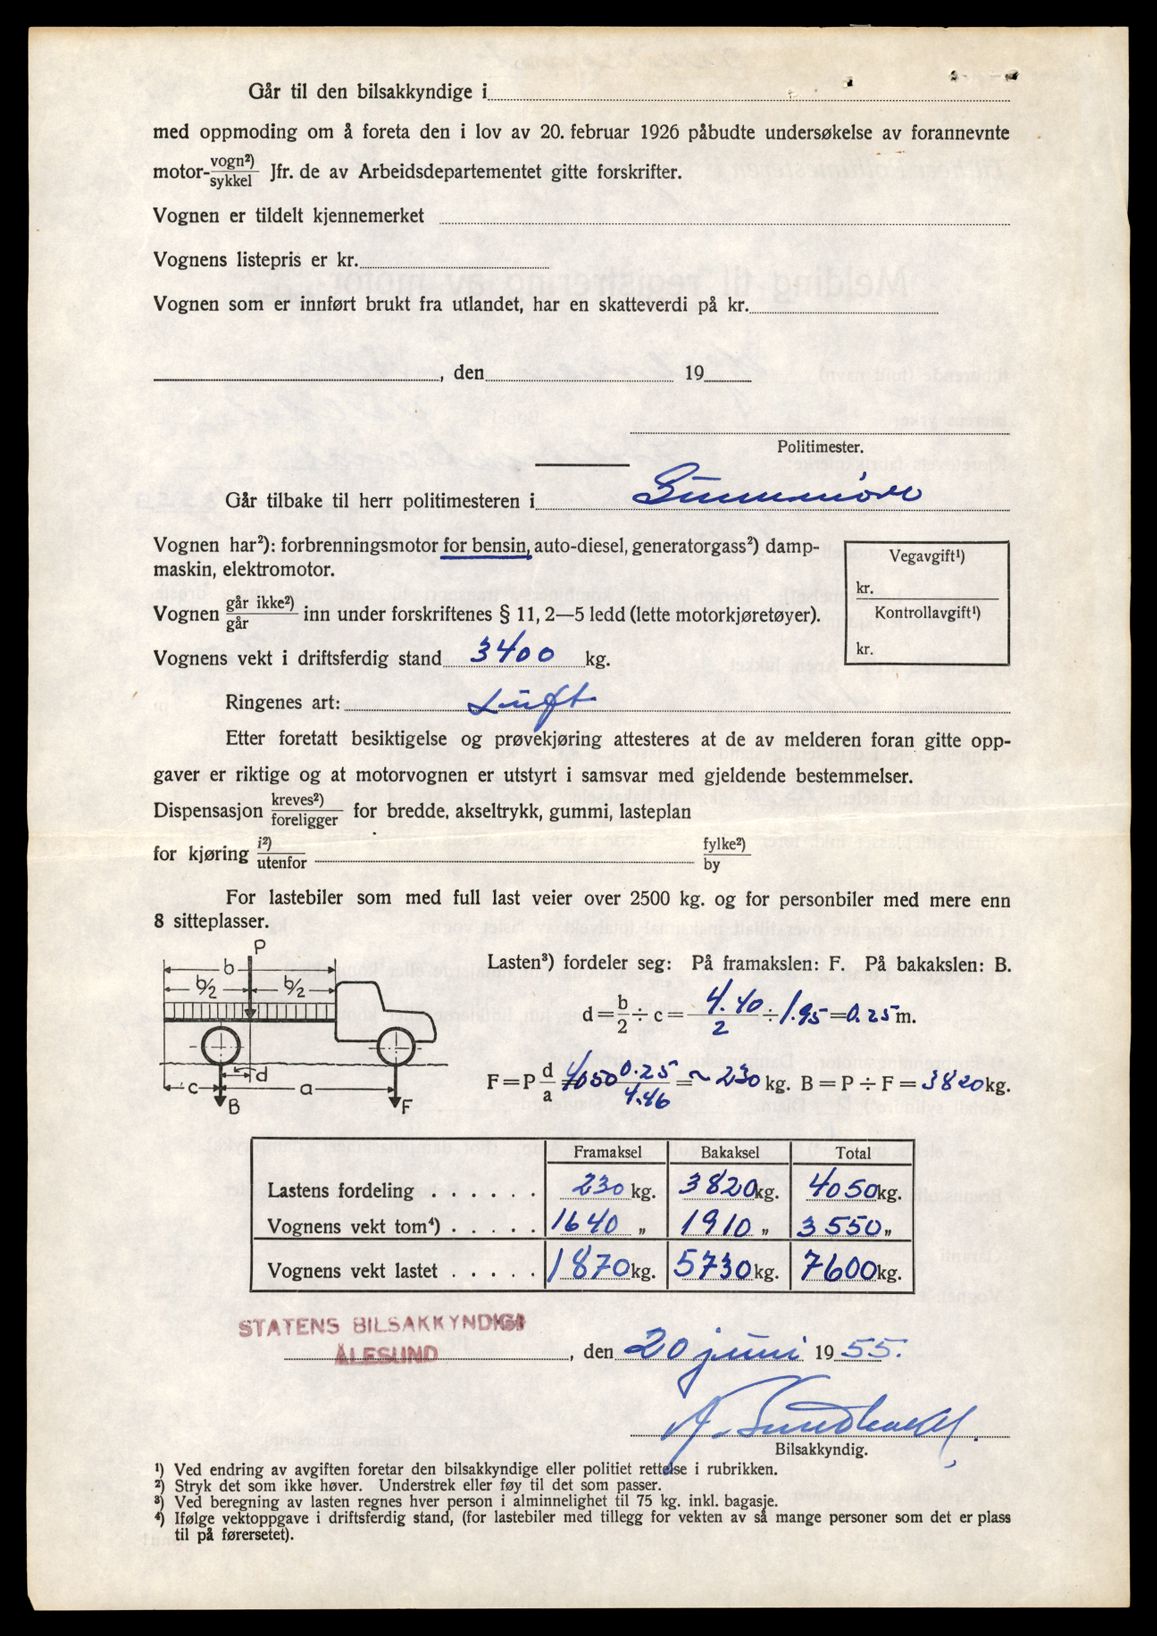 Går til den bilsakkyndige i
med oppmoding om å foreta den i lov av 20. februar 1926 påbudte undersøkelse av forannevnte
motor- vogn²) / sykkel Jfr. de av Arbeidsdepartementet gitte forskrifter.
Vognen er tildelt kjennemerket
Vognens listepris er kr.
Vognen som er innført brukt fra utlandet, har en skatteverdi på kr.
, den 19
Politimester.
Går tilbake til herr politimesteren i Sunnmøre
Vognen har²): forbrenningsmotor for bensin, auto-diesel, generatorgass²) damp-
maskin, elektromotor.
Vegavgift¹)
kr.
Kontrollavgift¹)
kr.
Vognen går ikke²) / går inn under forskriftenes § 11, 2—5 ledd (lette motorkjøretøyer).
Vognens vekt i driftsferdig stand 3400 kg.
Ringenes art: Luft
Etter foretatt besiktigelse og prøvekjøring attesteres at de av melderen foran gitte opp-
gaver er riktige og at motorvognen er utstyrt i samsvar med gjeldende bestemmelser.
Dispensasjon kreves²) / foreligger for bredde, akseltrykk, gummi, lasteplan
for kjøring i²) / utenfor fylke²) / by
For lastebiler som med full last veier over 2500 kg. og for personbiler med mere enn
8 sitteplasser.
P
b
b/2 b/2
c d a
B F
Lasten³) fordeler seg: På framakslen: F. På bakakslen: B.
d = b/2 ÷ c = 4.40/2 ÷ 1.95 = 0.25 m.
F = P d/a 4050 0.25/4.46 = ~ 230 kg. B = P ÷ F = 3820 kg.
Framaksel Bakaksel Total
Lastens fordeling . . . . . . 230 kg. 3820 kg. 4050 kg.
Vognens vekt tom⁴) . . . . . 1640 „ 1910 „ 3550 „
Vognens vekt lastet . . . . . 1870 kg. 5730 kg. 7600 kg.
STATENS BILSAKKYNDIGE
ÅLESUND , den 20 juni 1955.
Bilsakkyndig.
¹) Ved endring av avgiften foretar den bilsakkyndige eller politiet rettelse i rubrikken.
²) Stryk det som ikke høver. Understrek eller føy til det som passer.
³) Ved beregning av lasten regnes hver person i alminnelighet til 75 kg. inkl. bagasje.
⁴) Ifølge vektoppgave i driftsferdig stand, (for lastebiler med tillegg for vekten av så mange personer som det er plass
til på førersetet).